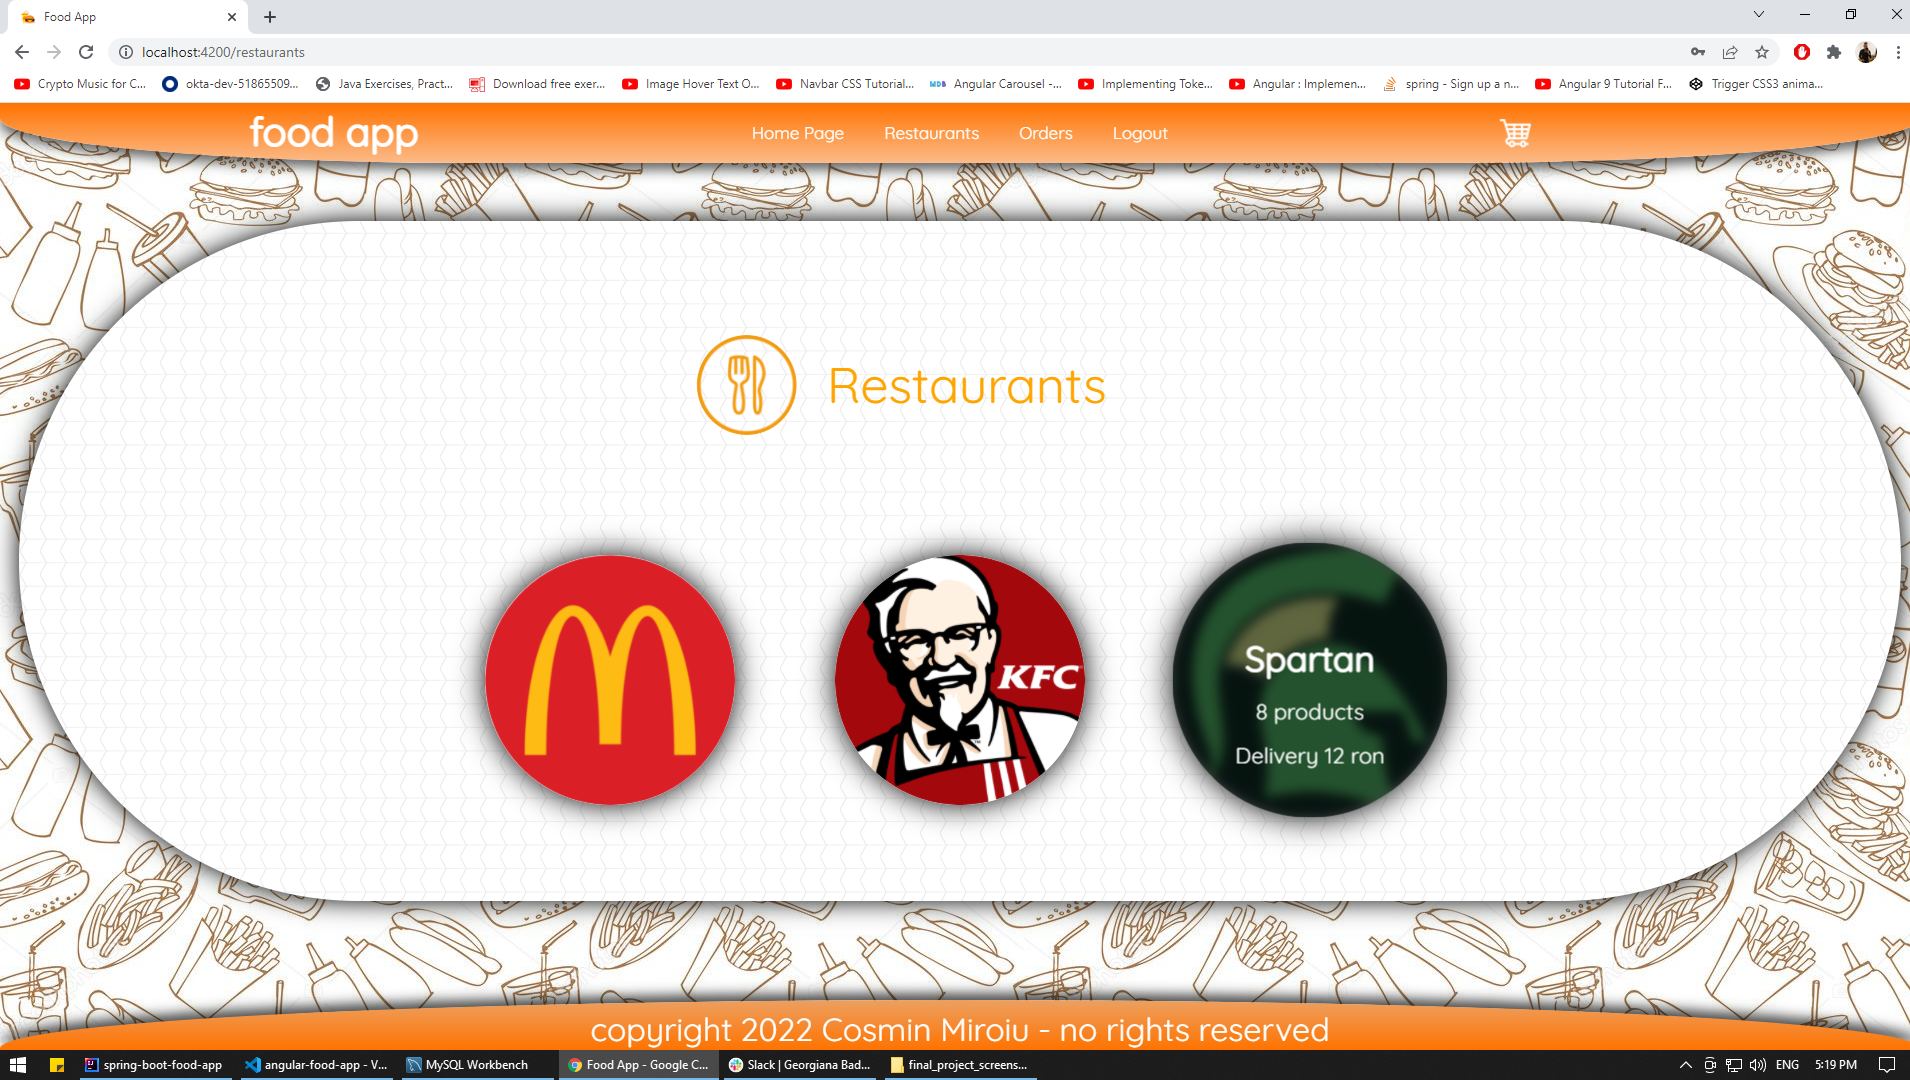 Food App
localhost:4200/restaurants
Crypto Music for C...
okta-dev-51865509...
Java Exercises, Pract...
Download free exer...
Image Hover Text O...
Navbar CSS Tutorial...
MDB
Angular Carousel -...
Implementing Toke...
Angular : Implemen...
spring - Sign up a n...
Angular 9 Tutorial F...
Trigger CSS3 anima...
food app
Home Page
Restaurants
Orders
Logout
Restaurants
KFC
Spartan
8 products
Delivery 12 ron
copyright 2022 Cosmin Miroiu - no rights reserved
spring-boot-food-app
angular-food-app - V...
MySQL Workbench
Food App - Google C...
Slack | Georgiana Bad...
final_project_screens...
ENG
5:19 PM